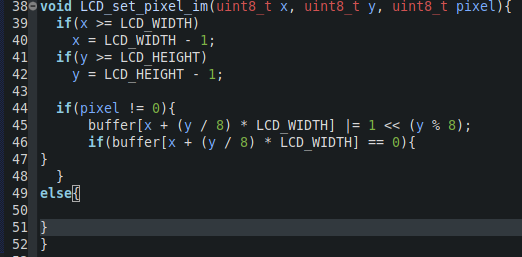 38 void LCD_set_pixel_im(uint8_t x, uint8_t y, uint8_t pixel){
39 if(x >= LCD_WIDTH)
40 x = LCD_WIDTH - 1;
41 if(y >= LCD_HEIGHT)
42 y = LCD_HEIGHT - 1;
43
44 if(pixel != 0){
45 buffer[x + (y / 8) * LCD_WIDTH] |= 1 << (y % 8);
46 if(buffer[x + (y / 8) * LCD_WIDTH] == 0){
47 }
48 }
49 else{
50
51 }
52 }